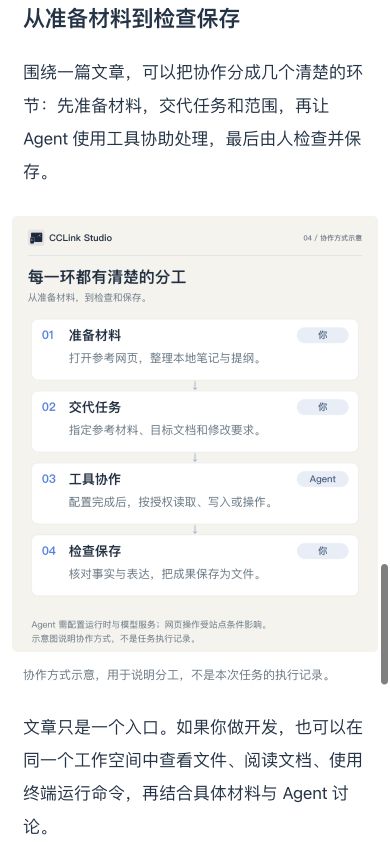 从准备材料到检查保存
围绕一篇文章，可以把协作分成几个清楚的环
节：先准备材料，交代任务和范围，再让
Agent 使用工具协助处理，最后由人检查并保
存。
CCLink Studio
04 / 协作方式示意
每一环都有清楚的分工
从准备材料，到检查和保存。
01 准备材料 你
打开参考网页，整理本地笔记与提纲。
↓
02 交代任务 你
指定参考材料、目标文档和修改要求。
↓
03 工具协作 Agent
配置完成后，按授权读取、写入或操作。
↓
04 检查保存 你
核对事实与表达，把成果保存为文件。
Agent 需配置运行时与模型服务；网页操作受站点条件影响。
示意图说明协作方式，不是任务执行记录。
协作方式示意，用于说明分工，不是本次任务的执行记录。
文章只是一个入口。如果你做开发，也可以在
同一个工作空间中查看文件、阅读文档、使用
终端运行命令，再结合具体材料与 Agent 讨
论。